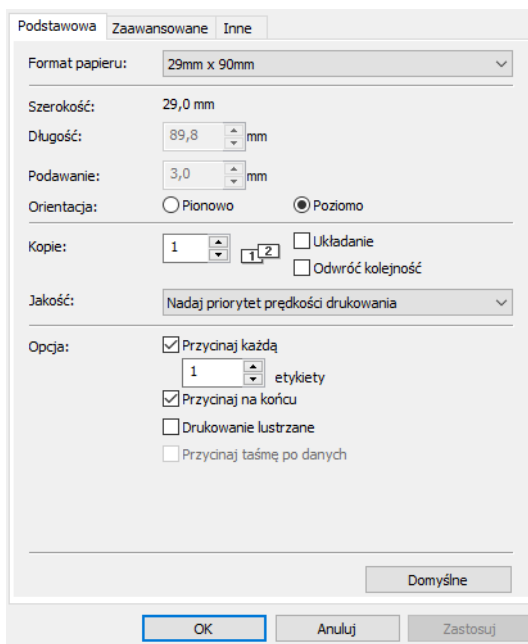 Podstawowa Zaawansowane Inne
Format papieru: 29mm x 90mm
Szerokość: 29,0 mm
Długość: 89,8 mm
Podawanie: 3,0 mm
Orientacja: Pionowo Poziomo
Kopie: 1 1 2 Układanie
Odwróć kolejność
Jakość: Nadaj priorytet prędkości drukowania
Opcja: Przycinaj każdą
1 etykiety
Przycinaj na końcu
Drukowanie lustrzane
Przycinaj taśmę po danych
Domyślne
OK Anuluj Zastosuj